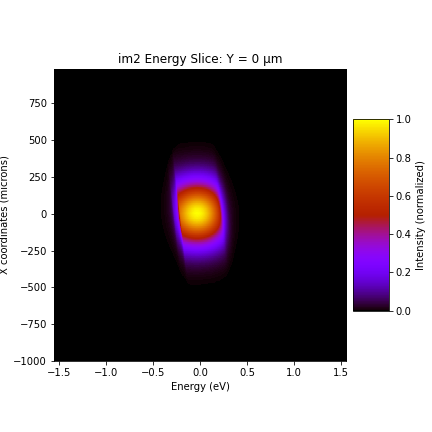 im2 Energy Slice: Y = 0 μm
X coordinates (microns)
750
500
250
0
−250
−500
−750
−1000
−1.5 −1.0 −0.5 0.0 0.5 1.0 1.5
Energy (eV)
1.0
0.8
0.6
0.4
0.2
0.0
Intensity (normalized)